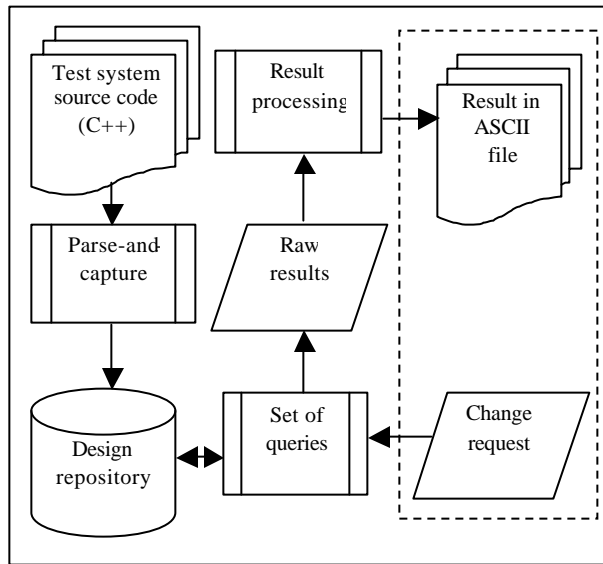 Test system
source code
(C++)
Result
processing
Result in
ASCII
file
Parse-and-
capture
Raw
results
Design
repository
Set of
queries
Change
request